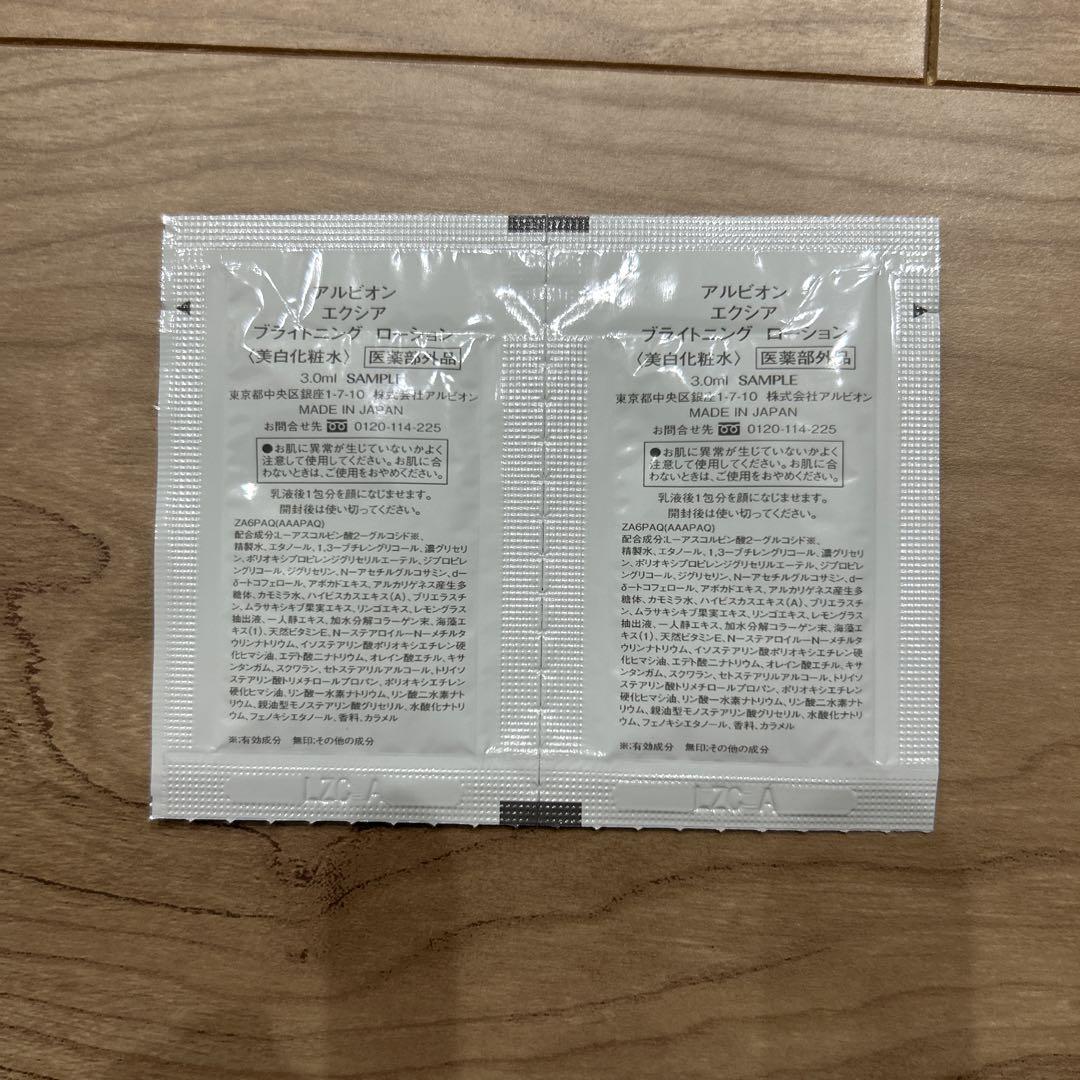 アルビオン
エクシア
ブライトニング ローション
〈美白化粧水〉 医薬部外品
3.0ml SAMPLE
東京都中央区銀座1-7-10 株式会社アルビオン
MADE IN JAPAN
お問合せ先 0120-114-225
●お肌に異常が生じていないかよく
注意して使用してください。お肌に合
わないときは、ご使用をおやめください。
乳液後1包分を顔になじませます。
開封後は使い切ってください。
ZA6PAQ(AAAPAQ)
配合成分:L-アスコルビン酸2-グルコシド※、
精製水、エタノール、1,3-ブチレングリコール、濃グリセリ
ン、ポリオキシプロピレンジグリセリルエーテル、ジプロピ
レングリコール、ジグリセリン、N-アセチルグルコサミン、d-
δ-トコフェロール、アボカドエキス、アルカリゲネス産生多
糖体、カモミラ水、ハイビスカスエキス(A)、ブリエラスチ
ン、ムラサキシキブ果実エキス、リンゴエキス、レモングラス
抽出液、一人静エキス、加水分解コラーゲン末、海藻エ
キス(1)、天然ビタミンE、N-ステアロイル-N-メチルタ
ウリンナトリウム、イソステアリン酸ポリオキシエチレン硬
化ヒマシ油、エデト酸二ナトリウム、オレイン酸エチル、キサ
ンタンガム、スクワラン、セトステアリルアルコール、トリイソ
ステアリン酸トリメチロールプロパン、ポリオキシエチレン
硬化ヒマシ油、リン酸一水素ナトリウム、リン酸二水素ナト
リウム、親油型モノステアリン酸グリセリル、水酸化ナトリ
ウム、フェノキシエタノール、香料、カラメル
※:有効成分 無印:その他の成分
LZC-A
アルビオン
エクシア
ブライトニング ローション
〈美白化粧水〉 医薬部外品
3.0ml SAMPLE
東京都中央区銀座1-7-10 株式会社アルビオン
MADE IN JAPAN
お問合せ先 0120-114-225
●お肌に異常が生じていないかよく
注意して使用してください。お肌に合
わないときは、ご使用をおやめください。
乳液後1包分を顔になじませます。
開封後は使い切ってください。
ZA6PAQ(AAAPAQ)
配合成分:L-アスコルビン酸2-グルコシド※、
精製水、エタノール、1,3-ブチレングリコール、濃グリセリ
ン、ポリオキシプロピレンジグリセリルエーテル、ジプロピ
レングリコール、ジグリセリン、N-アセチルグルコサミン、d-
δ-トコフェロール、アボカドエキス、アルカリゲネス産生多
糖体、カモミラ水、ハイビスカスエキス(A)、ブリエラスチ
ン、ムラサキシキブ果実エキス、リンゴエキス、レモングラス
抽出液、一人静エキス、加水分解コラーゲン末、海藻エ
キス(1)、天然ビタミンE、N-ステアロイル-N-メチルタ
ウリンナトリウム、イソステアリン酸ポリオキシエチレン硬
化ヒマシ油、エデト酸二ナトリウム、オレイン酸エチル、キサ
ンタンガム、スクワラン、セトステアリルアルコール、トリイソ
ステアリン酸トリメチロールプロパン、ポリオキシエチレン
硬化ヒマシ油、リン酸一水素ナトリウム、リン酸二水素ナト
リウム、親油型モノステアリン酸グリセリル、水酸化ナトリ
ウム、フェノキシエタノール、香料、カラメル
※:有効成分 無印:その他の成分
LZC-A